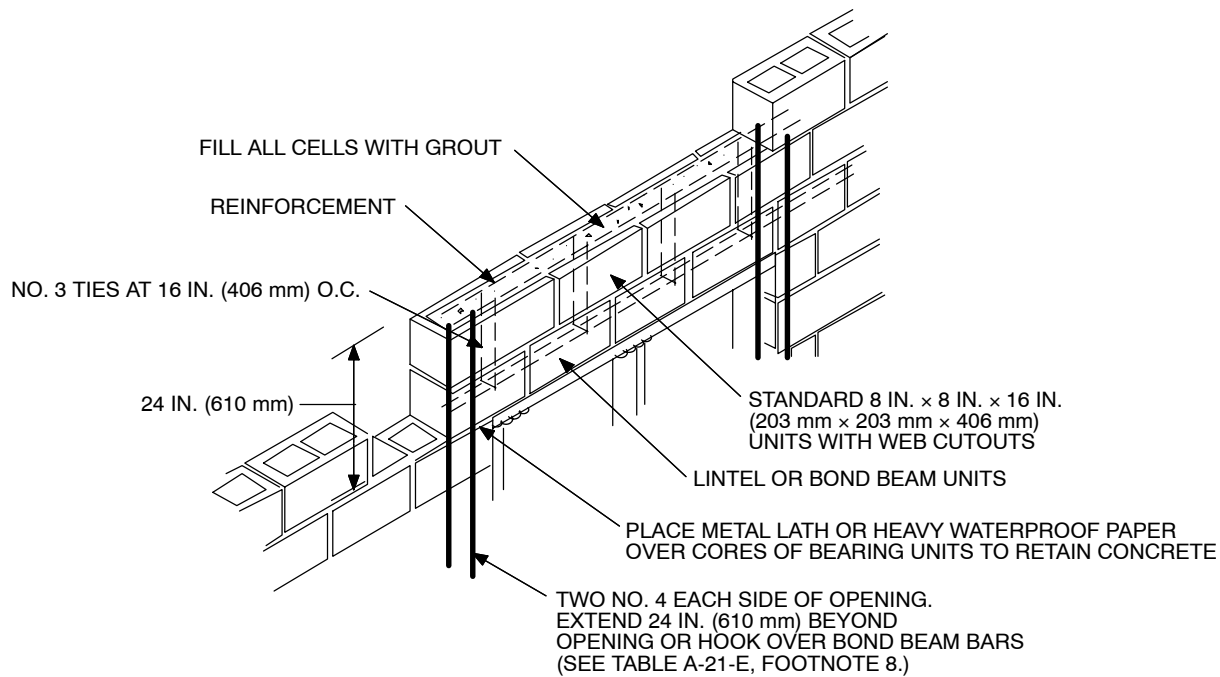 FILL ALL CELLS WITH GROUT
REINFORCEMENT
NO. 3 TIES AT 16 IN. (406 mm) O.C.
24 IN. (610 mm)
STANDARD 8 IN. × 8 IN. × 16 IN.
(203 mm × 203 mm × 406 mm)
UNITS WITH WEB CUTOUTS
LINTEL OR BOND BEAM UNITS
PLACE METAL LATH OR HEAVY WATERPROOF PAPER
OVER CORES OF BEARING UNITS TO RETAIN CONCRETE
TWO NO. 4 EACH SIDE OF OPENING.
EXTEND 24 IN. (610 mm) BEYOND
OPENING OR HOOK OVER BOND BEAM BARS
(SEE TABLE A-21-E, FOOTNOTE 8.)